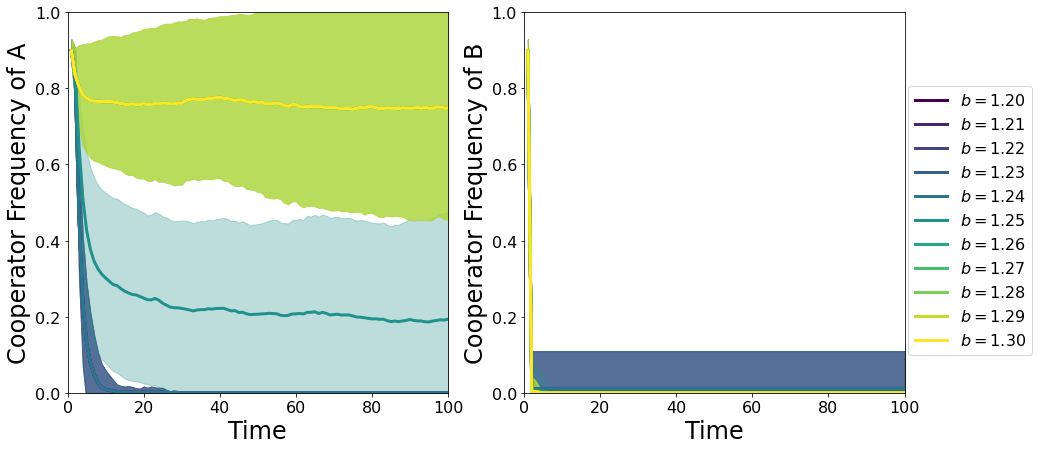 Cooperator Frequency of A
1.0
0.8
0.6
0.4
0.2
0.0
0
20
40
60
80
100
Time
Cooperator Frequency of B
1.0
0.8
0.6
0.4
0.2
0.0
0
20
40
60
80
100
Time
b = 1.20
b = 1.21
b = 1.22
b = 1.23
b = 1.24
b = 1.25
b = 1.26
b = 1.27
b = 1.28
b = 1.29
b = 1.30